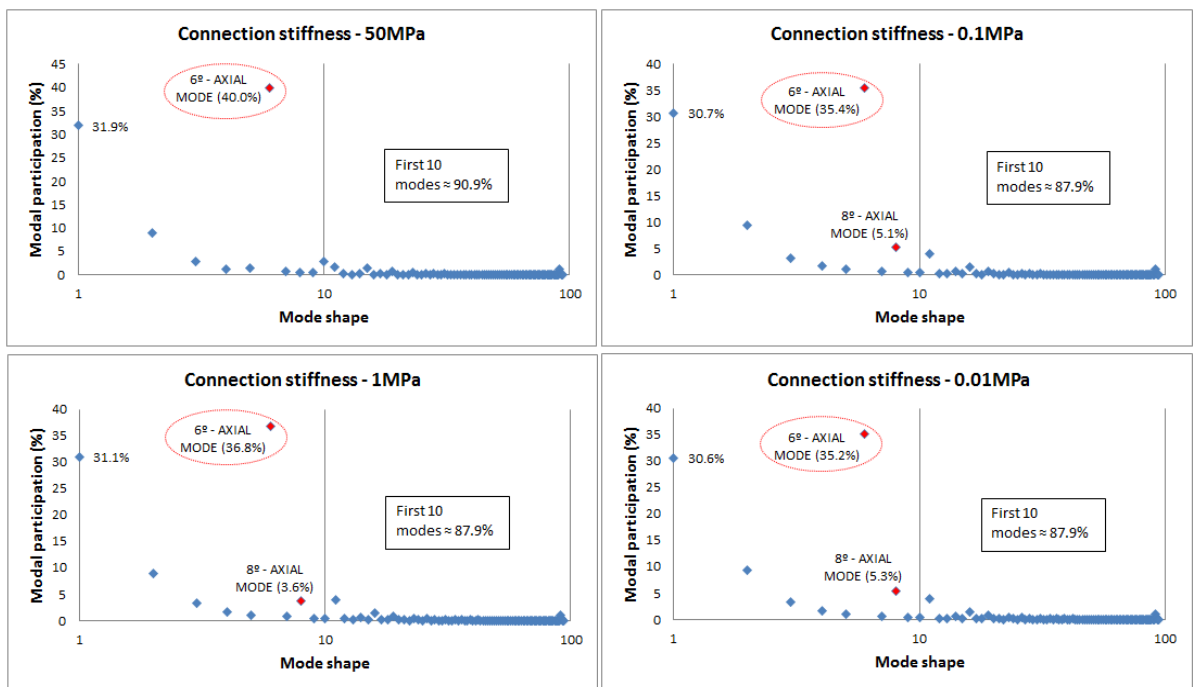 Connection stiffness - 50MPa
Modal participation (%)
45
40
35
30
25
20
15
10
5
0
6º - AXIAL
MODE (40.0%)
31.9%
First 10
modes ≈ 90.9%
1
10
100
Mode shape
Connection stiffness - 0.1MPa
Modal participation (%)
40
35
30
25
20
15
10
5
0
6º - AXIAL
MODE (35.4%)
30.7%
First 10
modes ≈ 87.9%
8º - AXIAL
MODE (5.1%)
1
10
100
Mode shape
Connection stiffness - 1MPa
Modal participation (%)
40
35
30
25
20
15
10
5
0
6º - AXIAL
MODE (36.8%)
31.1%
First 10
modes ≈ 87.9%
8º - AXIAL
MODE (3.6%)
1
10
100
Mode shape
Connection stiffness - 0.01MPa
Modal participation (%)
40
35
30
25
20
15
10
5
0
6º - AXIAL
MODE (35.2%)
30.6%
First 10
modes ≈ 87.9%
8º - AXIAL
MODE (5.3%)
1
10
100
Mode shape